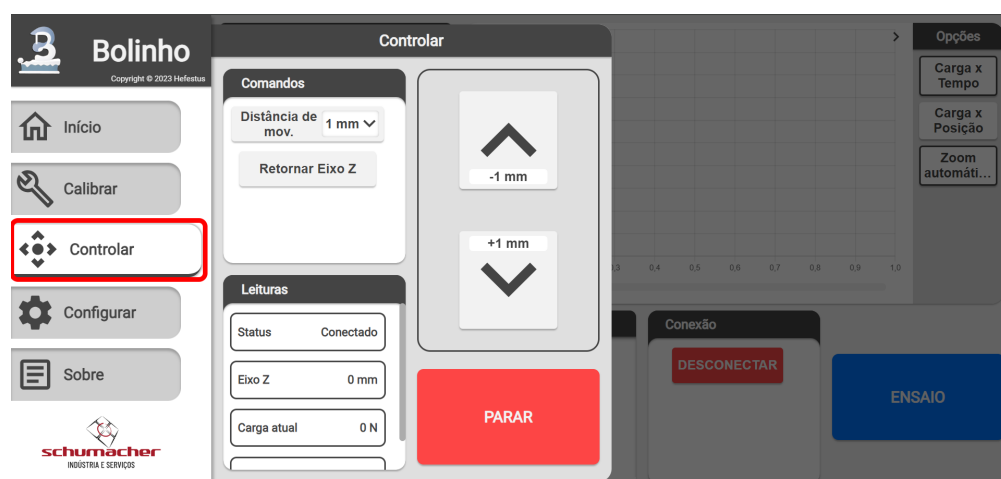 Bolinho
Copyright © 2023 Hefestus
Início
Calibrar
Controlar
Configurar
Sobre
schumacher
INDÚSTRIA E SERVIÇOS
Controlar
Comandos
Distância de
mov.
1 mm
Retornar Eixo Z
Leituras
Status Conectado
Eixo Z 0 mm
Carga atual 0 N
-1 mm
+1 mm
PARAR
0,3 0,4 0,5 0,6 0,7 0,8 0,9 1,0
Opções
Carga x
Tempo
Carga x
Posição
Zoom
automáti...
Conexão
DESCONECTAR
ENSAIO